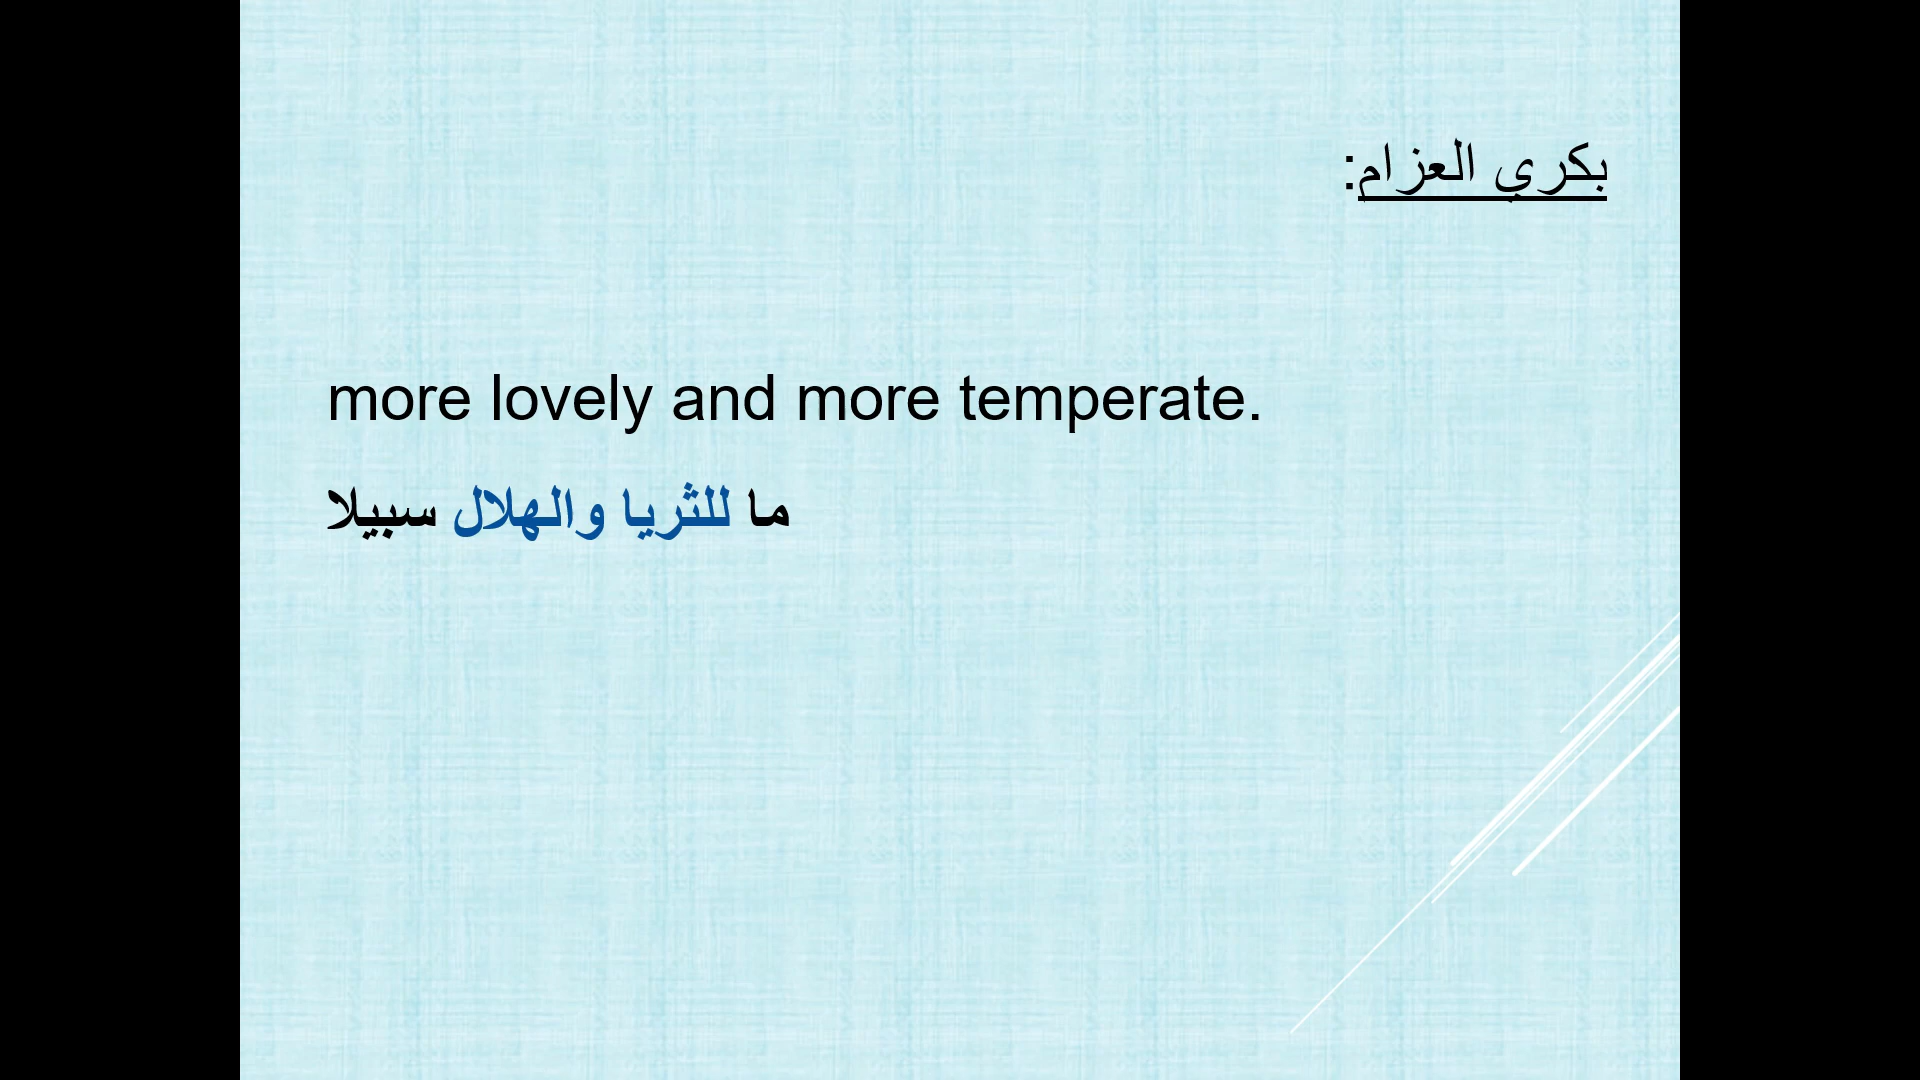 بكري العزام:
more lovely and more temperate.
ما للثريا والهلال سبيلا